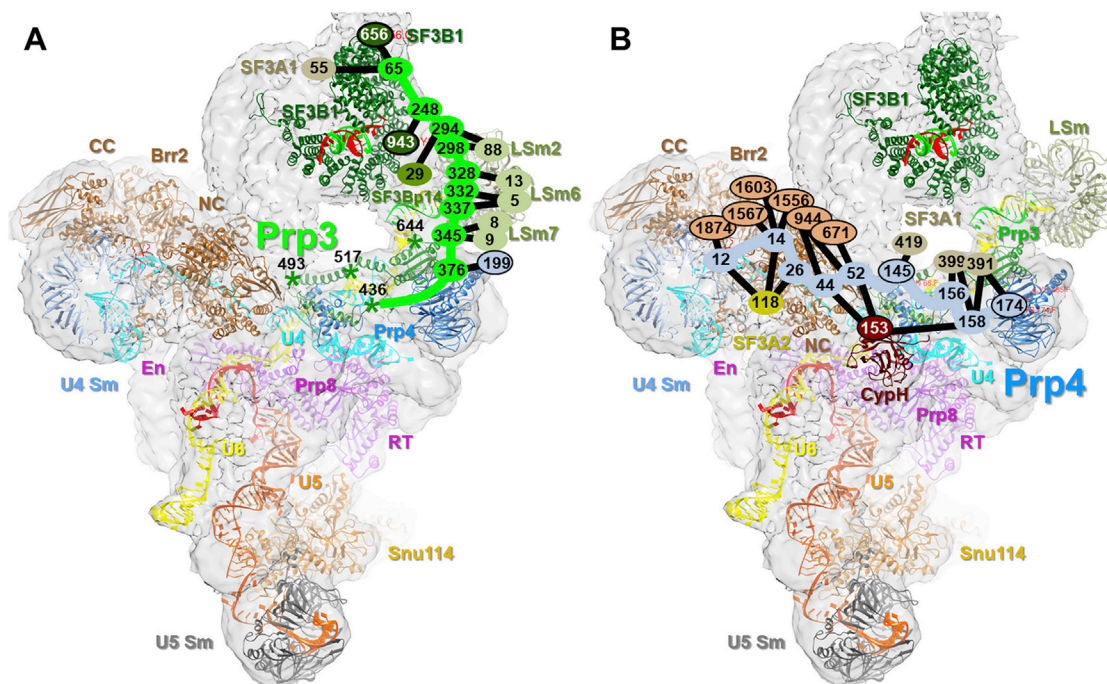 A
656
SF3B1
SF3A1
55
65
SF3B1
248
943
294
298
88
LSm2
29
SF3Bp14
328
332
337
13
5
LSm6
CC
Brr2
NC
Prp3
644
345
8
9
LSm7
493
517
376
199
436
U4
Prp4
U4 Sm
En
Prp8
RT
U6
U5
Snu114
U5 Sm
B
SF3B1
LSm
CC
Brr2
1603
1556
1567
944
1874
671
SF3A1
Prp3
14
12
419
26
52
145
399
391
44
156
174
118
158
153
SF3A2
NC
U4
U4 Sm
En
CypH
Prp4
Prp8
RT
U6
U5
Snu114
U5 Sm